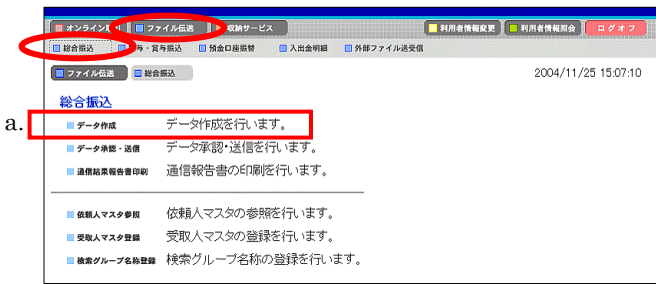 オンライン取引 ファイル伝送 収納サービス 利用者情報変更 利用者情報照会 ログオフ
総合振込 給与・賞与振込 預金口座振替 入出金明細 外部ファイル送受信
ファイル伝送 総合振込 2004/11/25 15:07:10
総合振込
a. データ作成 データ作成を行います。
データ承認・送信 データ承認・送信を行います。
通信結果報告書印刷 通信報告書の印刷を行います。
依頼人マスタ参照 依頼人マスタの参照を行います。
受取人マスタ登録 受取人マスタの登録を行います。
検索グループ名称登録 検索グループ名称の登録を行います。